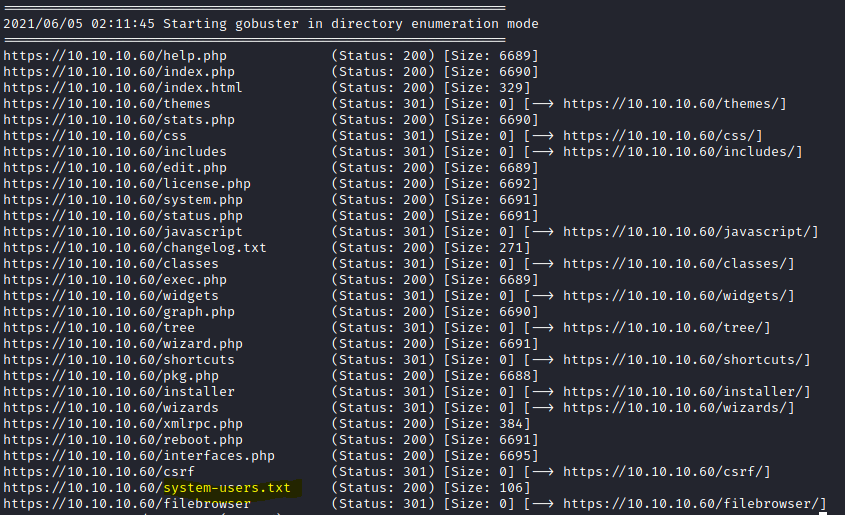 ===============================================================
2021/06/05 02:11:45 Starting gobuster in directory enumeration mode
===============================================================
https://10.10.10.60/help.php (Status: 200) [Size: 6689]
https://10.10.10.60/index.php (Status: 200) [Size: 6690]
https://10.10.10.60/index.html (Status: 200) [Size: 329]
https://10.10.10.60/themes (Status: 301) [Size: 0] [--> https://10.10.10.60/themes/]
https://10.10.10.60/stats.php (Status: 200) [Size: 6690]
https://10.10.10.60/css (Status: 301) [Size: 0] [--> https://10.10.10.60/css/]
https://10.10.10.60/includes (Status: 301) [Size: 0] [--> https://10.10.10.60/includes/]
https://10.10.10.60/edit.php (Status: 200) [Size: 6689]
https://10.10.10.60/license.php (Status: 200) [Size: 6692]
https://10.10.10.60/system.php (Status: 200) [Size: 6691]
https://10.10.10.60/status.php (Status: 200) [Size: 6691]
https://10.10.10.60/javascript (Status: 301) [Size: 0] [--> https://10.10.10.60/javascript/]
https://10.10.10.60/changelog.txt (Status: 200) [Size: 271]
https://10.10.10.60/classes (Status: 301) [Size: 0] [--> https://10.10.10.60/classes/]
https://10.10.10.60/exec.php (Status: 200) [Size: 6689]
https://10.10.10.60/widgets (Status: 301) [Size: 0] [--> https://10.10.10.60/widgets/]
https://10.10.10.60/graph.php (Status: 200) [Size: 6690]
https://10.10.10.60/tree (Status: 301) [Size: 0] [--> https://10.10.10.60/tree/]
https://10.10.10.60/wizard.php (Status: 200) [Size: 6691]
https://10.10.10.60/shortcuts (Status: 301) [Size: 0] [--> https://10.10.10.60/shortcuts/]
https://10.10.10.60/pkg.php (Status: 200) [Size: 6688]
https://10.10.10.60/installer (Status: 301) [Size: 0] [--> https://10.10.10.60/installer/]
https://10.10.10.60/wizards (Status: 301) [Size: 0] [--> https://10.10.10.60/wizards/]
https://10.10.10.60/xmlrpc.php (Status: 200) [Size: 384]
https://10.10.10.60/reboot.php (Status: 200) [Size: 6691]
https://10.10.10.60/interfaces.php (Status: 200) [Size: 6695]
https://10.10.10.60/csrf (Status: 301) [Size: 0] [--> https://10.10.10.60/csrf/]
https://10.10.10.60/system-users.txt (Status: 200) [Size: 106]
https://10.10.10.60/filebrowser (Status: 301) [Size: 0] [--> https://10.10.10.60/filebrowser/]